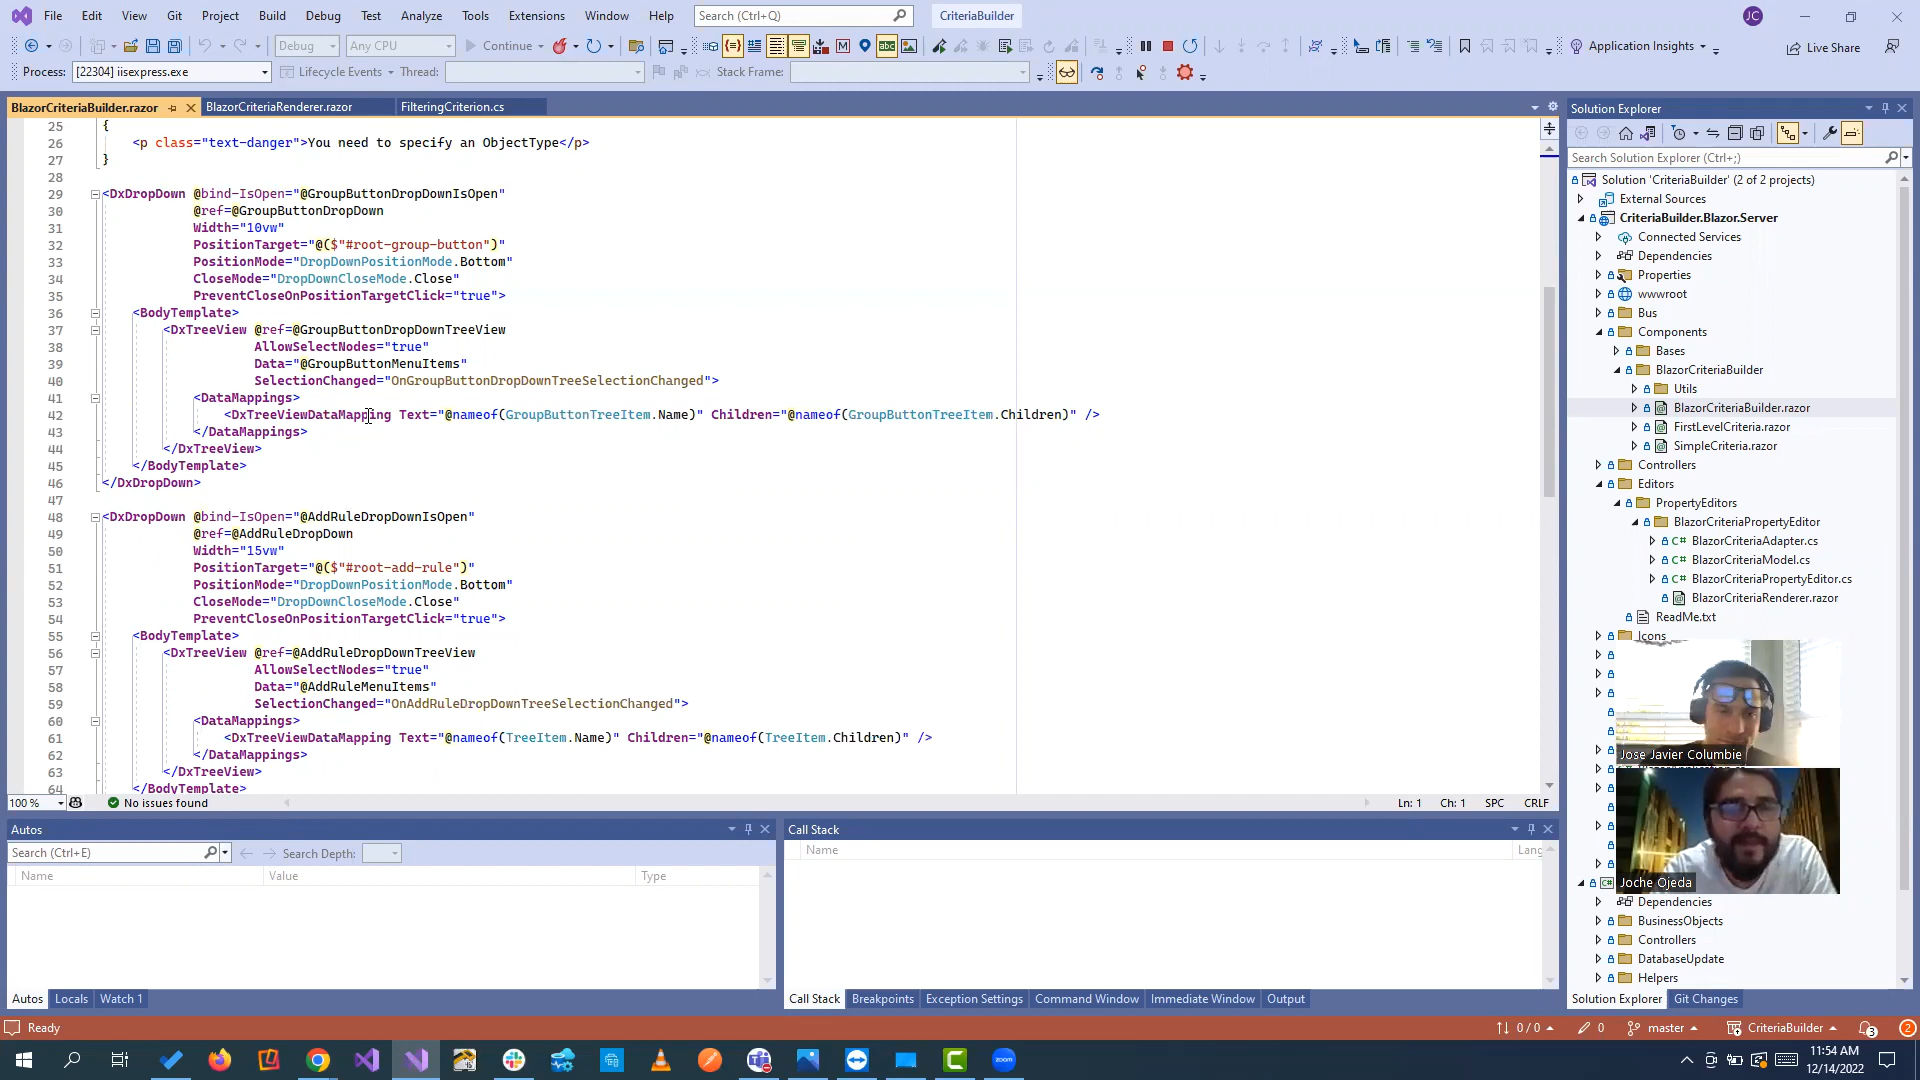 File Edit View Git Project Build Debug Test Analyze Tools Extensions Window Help Search (Ctrl+Q) CriteriaBuilder JC
Debug Any CPU Continue Application Insights Live Share
Process: [22304] iisexpress.exe Lifecycle Events Thread: Stack Frame:
BlazorCriteriaBuilder.razor BlazorCriteriaRenderer.razor FilteringCriterion.cs
25 {
26 <p class="text-danger">You need to specify an ObjectType</p>
27 }
28
29 <DxDropDown @bind-IsOpen="@GroupButtonDropDownIsOpen"
30 @ref=@GroupButtonDropDown
31 Width="10vw"
32 PositionTarget="@($"#root-group-button")"
33 PositionMode="DropDownPositionMode.Bottom"
34 CloseMode="DropDownCloseMode.Close"
35 PreventCloseOnPositionTargetClick="true">
36 <BodyTemplate>
37 <DxTreeView @ref=@GroupButtonDropDownTreeView
38 AllowSelectNodes="true"
39 Data="@GroupButtonMenuItems"
40 SelectionChanged="OnGroupButtonDropDownTreeSelectionChanged">
41 <DataMappings>
42 <DxTreeViewDataMapping Text="@nameof(GroupButtonTreeItem.Name)" Children="@nameof(GroupButtonTreeItem.Children)" />
43 </DataMappings>
44 </DxTreeView>
45 </BodyTemplate>
46 </DxDropDown>
47
48 <DxDropDown @bind-IsOpen="@AddRuleDropDownIsOpen"
49 @ref=@AddRuleDropDown
50 Width="15vw"
51 PositionTarget="@($"#root-add-rule")"
52 PositionMode="DropDownPositionMode.Bottom"
53 CloseMode="DropDownCloseMode.Close"
54 PreventCloseOnPositionTargetClick="true">
55 <BodyTemplate>
56 <DxTreeView @ref=@AddRuleDropDownTreeView
57 AllowSelectNodes="true"
58 Data="@AddRuleMenuItems"
59 SelectionChanged="OnAddRuleDropDownTreeSelectionChanged">
60 <DataMappings>
61 <DxTreeViewDataMapping Text="@nameof(TreeItem.Name)" Children="@nameof(TreeItem.Children)" />
62 </DataMappings>
63 </DxTreeView>
64 </BodyTemplate>
100 % No issues found Ln: 1 Ch: 1 SPC CRLF
Autos
Search (Ctrl+E) Search Depth:
Name Value Type
Autos Locals Watch 1
Call Stack
Name Lang
Call Stack Breakpoints Exception Settings Command Window Immediate Window Output
Solution Explorer
Search Solution Explorer (Ctrl+;)
Solution 'CriteriaBuilder' (2 of 2 projects)
External Sources
CriteriaBuilder.Blazor.Server
Connected Services
Dependencies
Properties
wwwroot
Bus
Components
Bases
BlazorCriteriaBuilder
Utils
BlazorCriteriaBuilder.razor
FirstLevelCriteria.razor
SimpleCriteria.razor
Controllers
Editors
PropertyEditors
BlazorCriteriaPropertyEditor
C# BlazorCriteriaAdapter.cs
C# BlazorCriteriaModel.cs
C# BlazorCriteriaPropertyEditor.cs
BlazorCriteriaRenderer.razor
ReadMe.txt
Icons
Jose Javier Columbie
Joche Ojeda
Dependencies
BusinessObjects
Controllers
DatabaseUpdate
Helpers
Solution Explorer Git Changes
Ready 0 / 0 0 master CriteriaBuilder 3 2
zoom
11:54 AM
12/14/2022